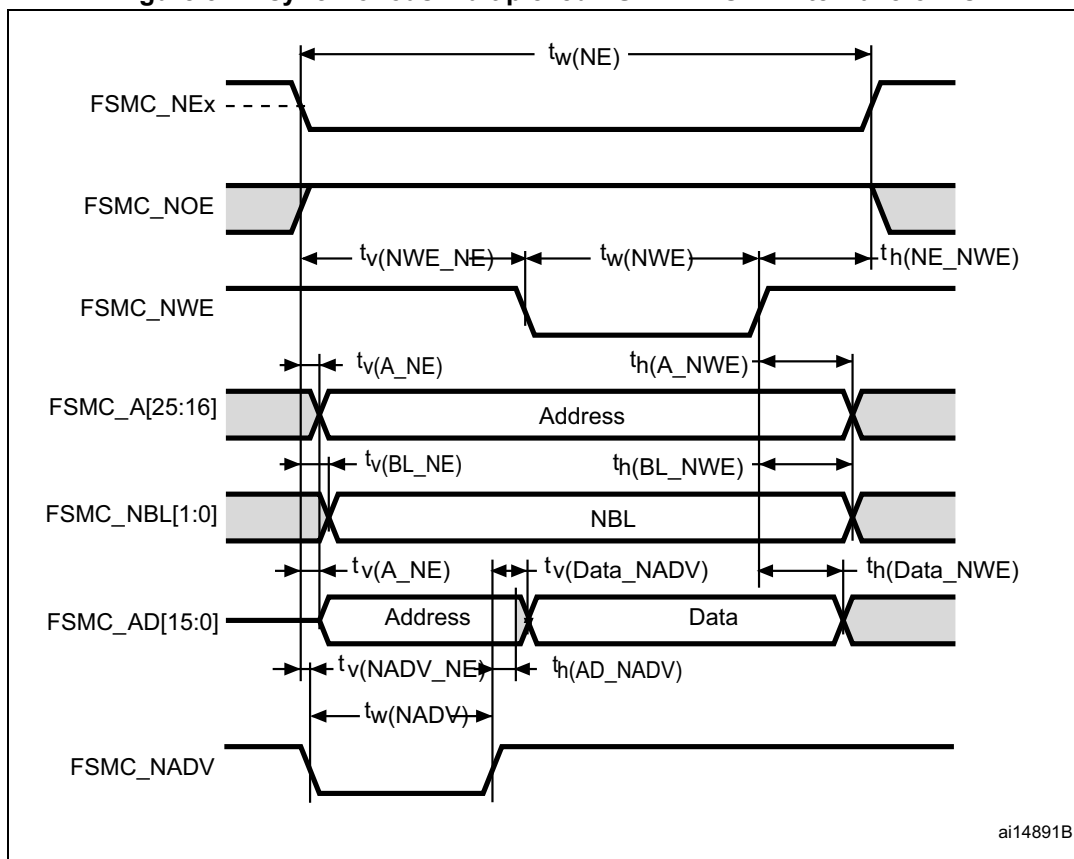 tw(NE)
FSMC_NEx
FSMC_NOE
tv(NWE_NE)
tw(NWE)
th(NE_NWE)
FSMC_NWE
tv(A_NE)
th(A_NWE)
FSMC_A[25:16]
Address
tv(BL_NE)
th(BL_NWE)
FSMC_NBL[1:0]
NBL
tv(A_NE)
tv(Data_NADV)
th(Data_NWE)
FSMC_AD[15:0]
Address
Data
tv(NADV_NE)
th(AD_NADV)
tw(NADV)
FSMC_NADV
ai14891B